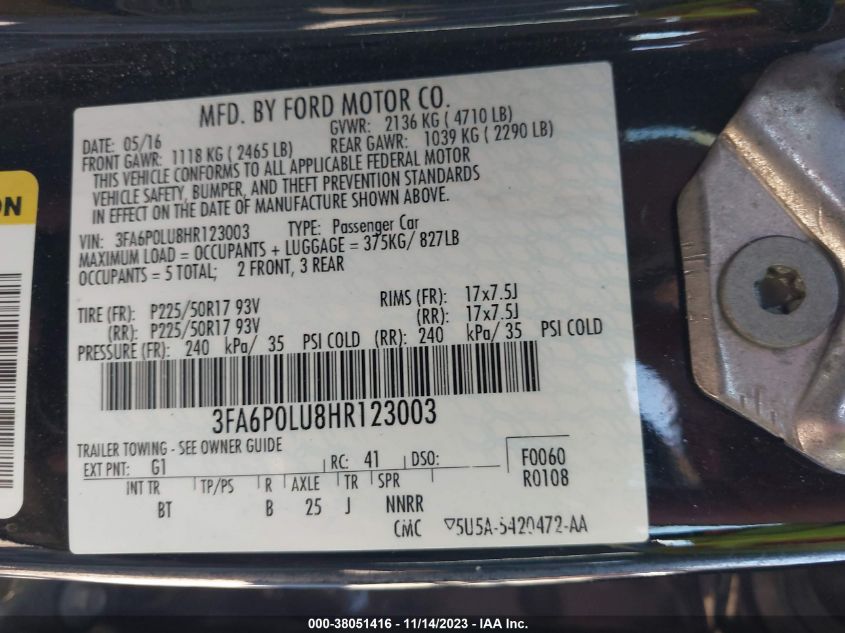 MFD. BY FORD MOTOR CO.
DATE: 05/16 GVWR: 2136 KG ( 4710 LB)
FRONT GAWR: 1118 KG ( 2465 LB) REAR GAWR: 1039 KG ( 2290 LB)
THIS VEHICLE CONFORMS TO ALL APPLICABLE FEDERAL MOTOR
VEHICLE SAFETY, BUMPER, AND THEFT PREVENTION STANDARDS
IN EFFECT ON THE DATE OF MANUFACTURE SHOWN ABOVE.
VIN: 3FA6P0LU8HR123003 TYPE: Passenger Car
MAXIMUM LOAD = OCCUPANTS + LUGGAGE = 375KG/ 827LB
OCCUPANTS = 5 TOTAL; 2 FRONT, 3 REAR
TIRE (FR): P225/50R17 93V RIMS (FR): 17x7.5J
(RR): P225/50R17 93V (RR): 17x7.5J
PRESSURE (FR): 240 kPa/ 35 PSI COLD (RR): 240 kPa/ 35 PSI COLD
3FA6P0LU8HR123003
TRAILER TOWING - SEE OWNER GUIDE
EXT PNT: G1 RC: 41 DSO: F0060
R0108
INT TR TP/PS R AXLE TR SPR
BT B 25 J NNRR
CMC ▽5U5A-5420472-AA
ON
000-38051416 - 11/14/2023 - IAA Inc.